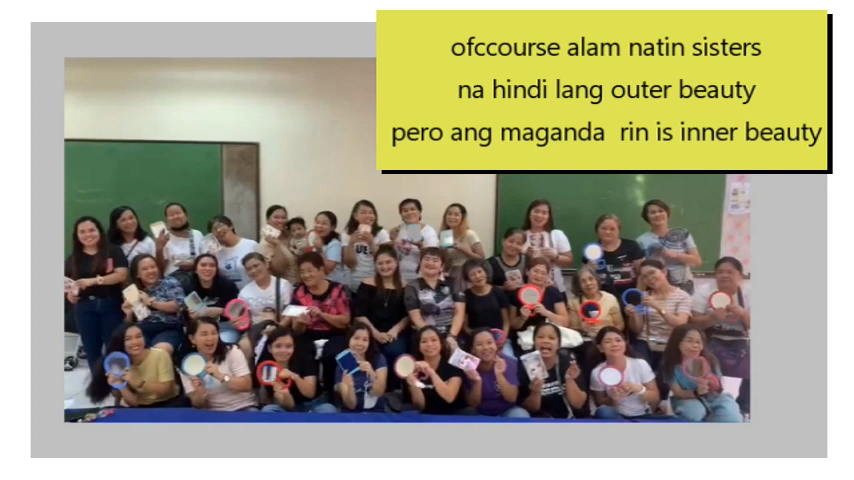 ofccourse alam natin sisters
na hindi lang outer beauty
pero ang maganda  rin is inner beauty